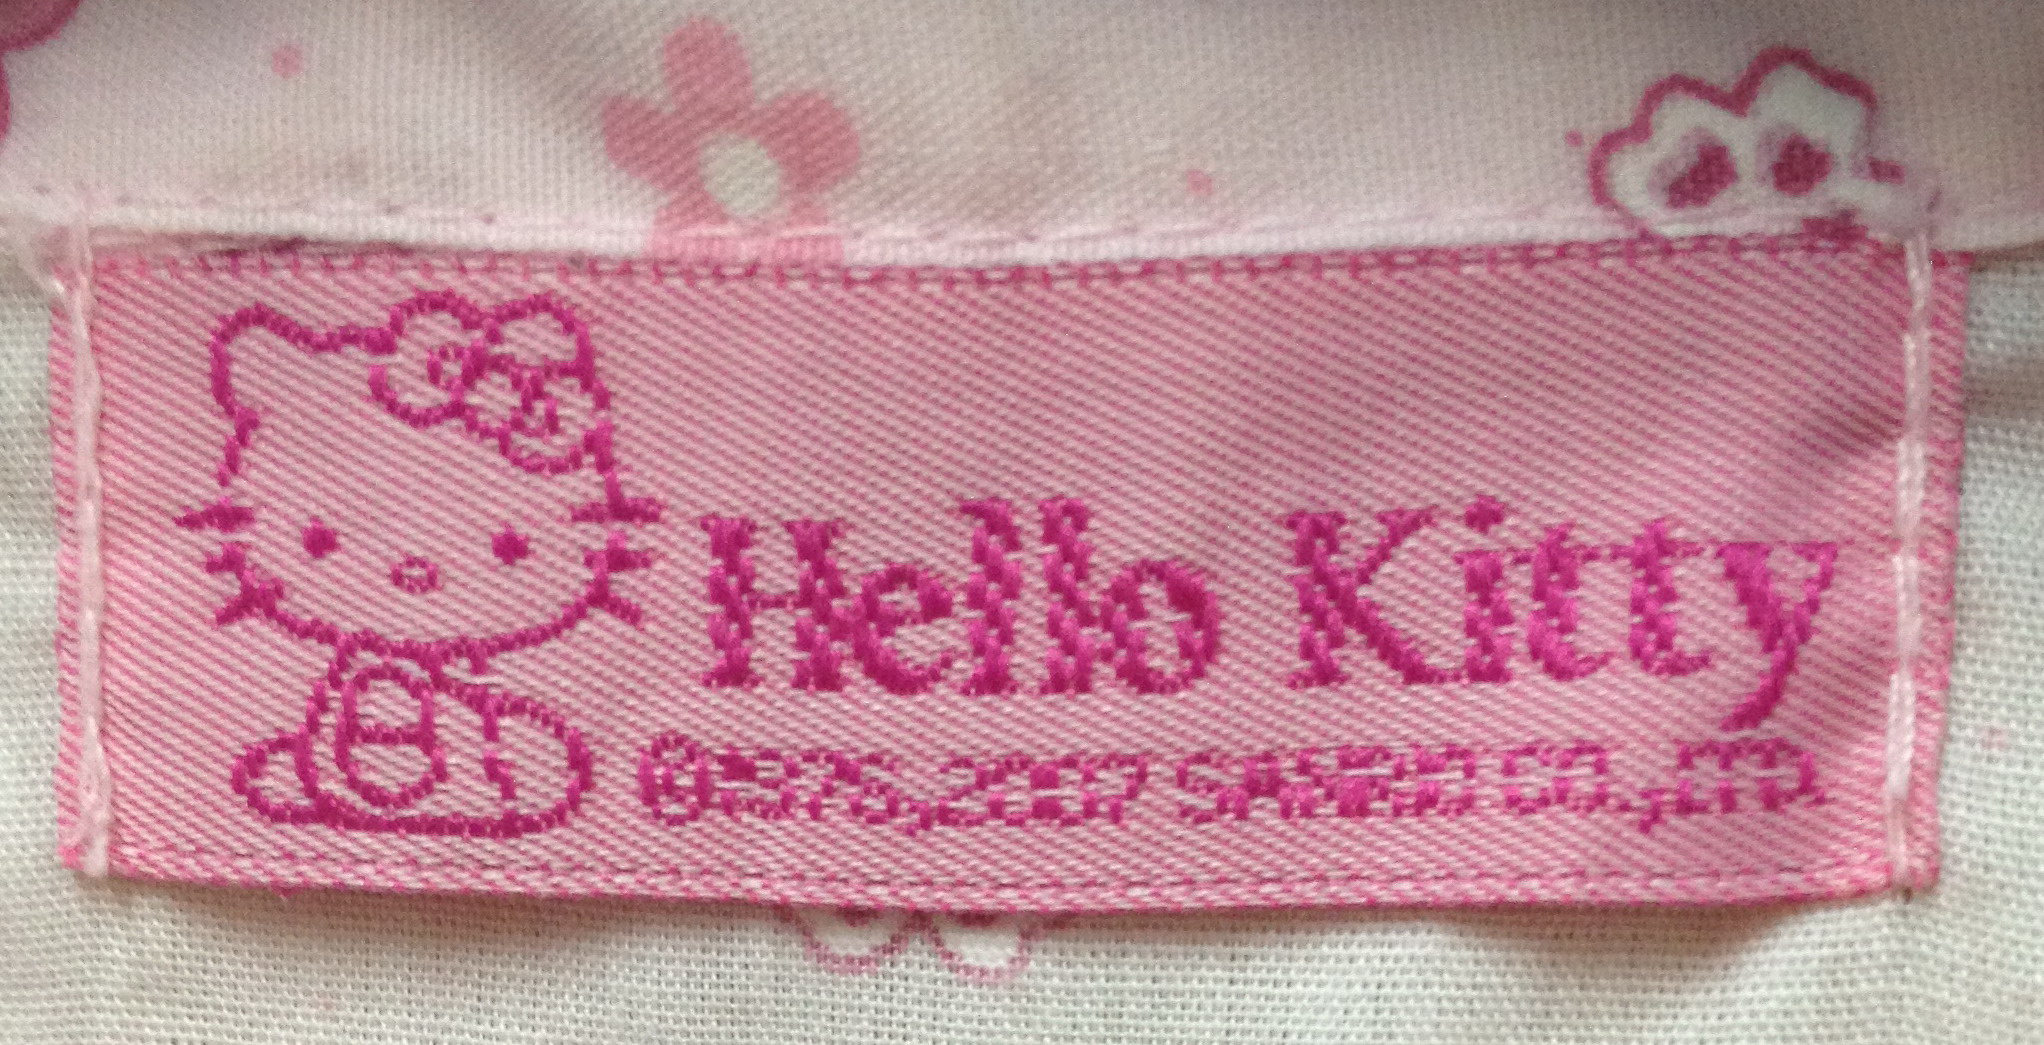 Hello Kitty
©1976,2007 SANRIO CO.,LTD.